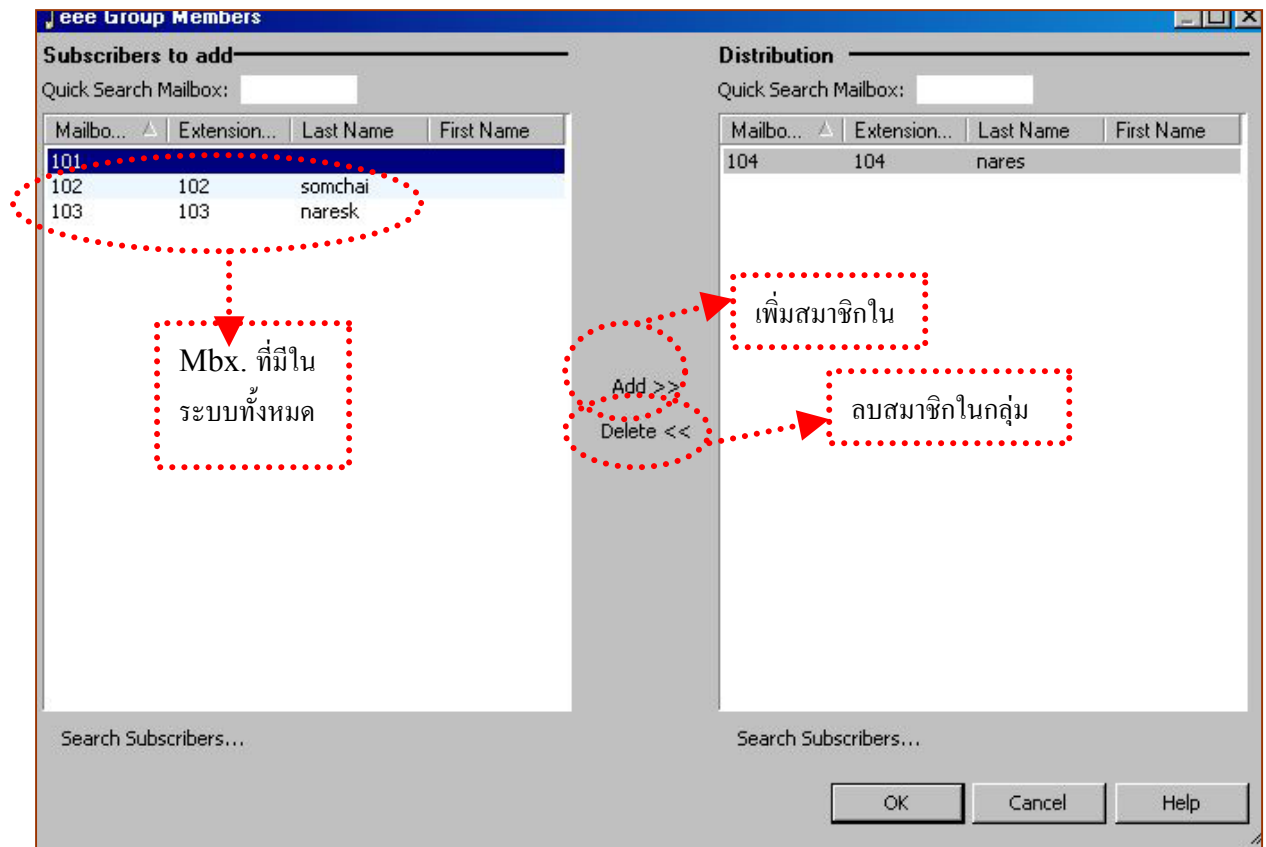 eee Group Members
Subscribers to add
Quick Search Mailbox:
Mailbo... Extension... Last Name First Name
101
102 102 somchai
103 103 naresk
Mbx. ที่มีใน
ระบบทั้งหมด
Add >>
Delete <<
เพิ่มสมาชิกใน
ลบสมาชิกในกลุ่ม
Distribution
Quick Search Mailbox:
Mailbo... Extension... Last Name First Name
104 104 nares
Search Subscribers...
Search Subscribers...
OK Cancel Help